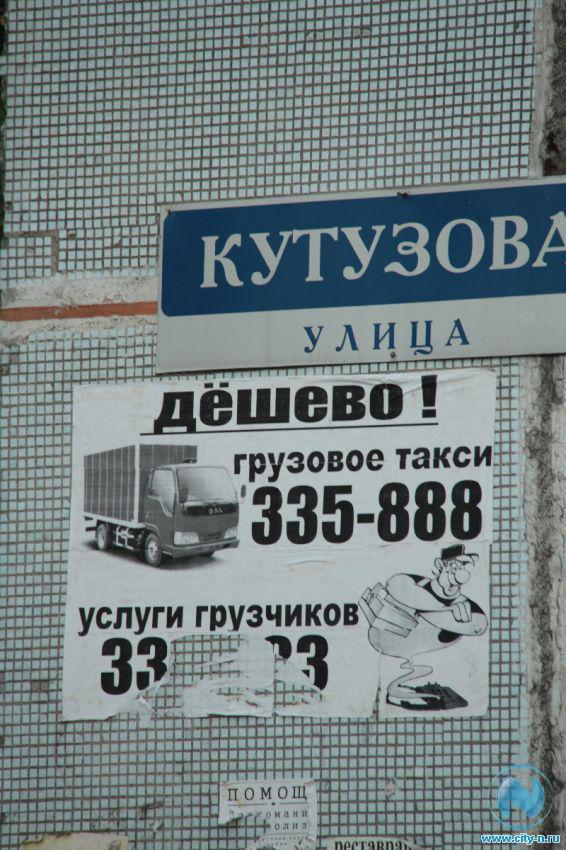 КУТУЗОВА
УЛИЦА
дёшево!
грузовое такси
335-888
услуги грузчиков
ПОМОЩ
www.city-n.ru